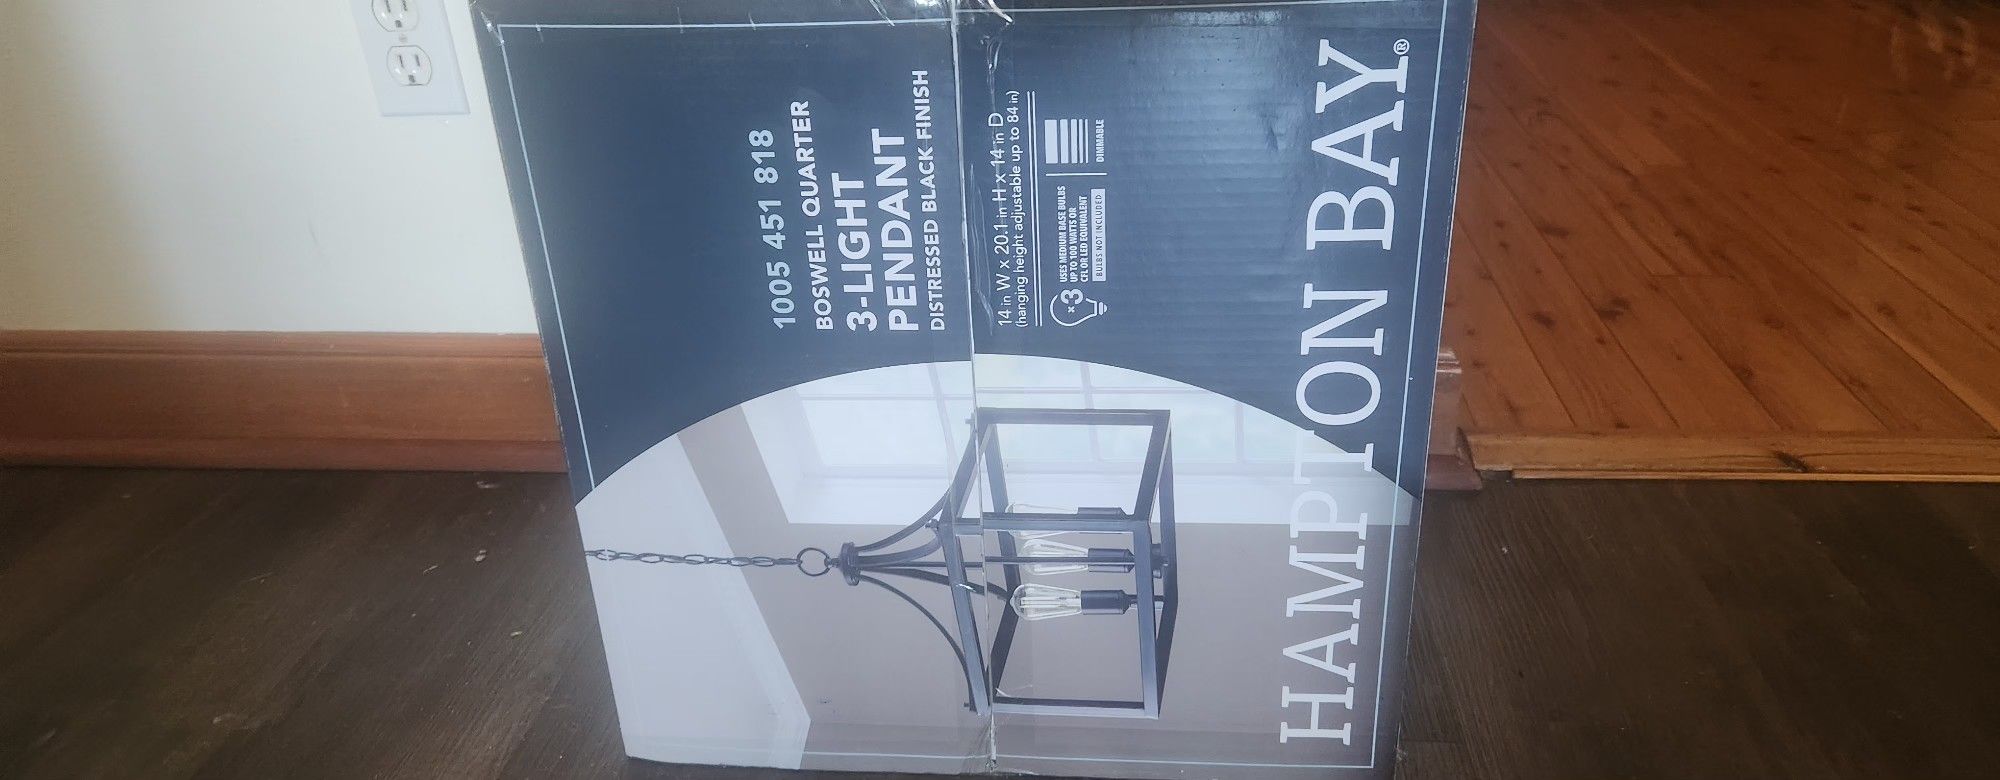 1005 451 818
BOSWELL QUARTER
3-LIGHT
PENDANT
DISTRESSED BLACK FINISH
14 in W x 20.1 in H x 14 in D
(hanging height adjustable up to 84 in)
×3
USES MEDIUM BASE BULBS
UP TO 100 WATTS OR
CFL OR LED EQUIVALENT
BULBS NOT INCLUDED
DIMMABLE
HAMPTON BAY®